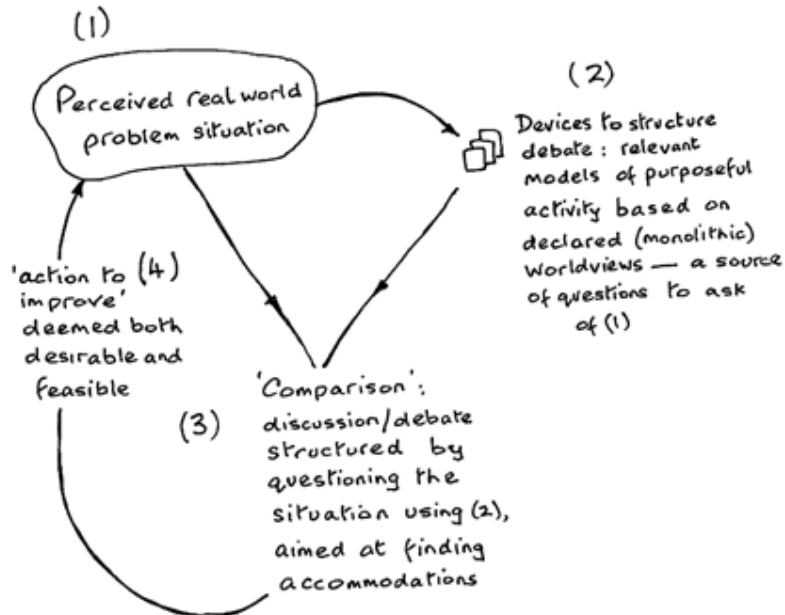 (1)
Perceived real world
problem situation
(2)
Devices to structure
debate : relevant
models of purposeful
activity based on
declared (monolithic)
worldviews — a source
of questions to ask
of (1)
(3)
'Comparison':
discussion/debate
structured by
questioning the
situation using (2),
aimed at finding
accommodations
'action to (4)
improve'
deemed both
desirable and
feasible